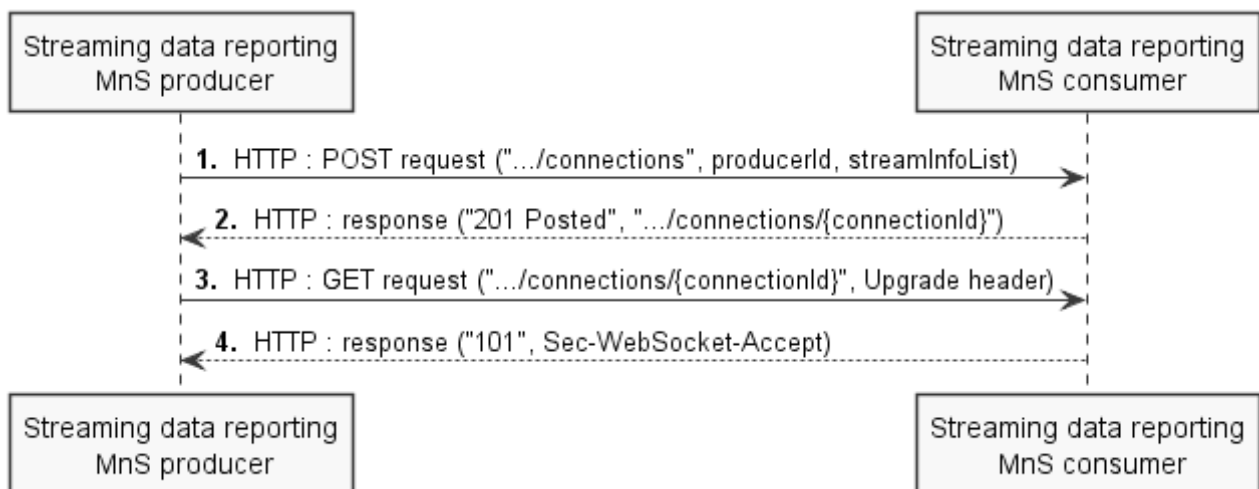 Streaming data reporting
MnS producer
Streaming data reporting
MnS consumer
1. HTTP : POST request (".../connections", producerId, streamInfoList)
2. HTTP : response ("201 Posted", ".../connections/{connectionId}")
3. HTTP : GET request (".../connections/{connectionId}", Upgrade header)
4. HTTP : response ("101", Sec-WebSocket-Accept)
Streaming data reporting
MnS producer
Streaming data reporting
MnS consumer